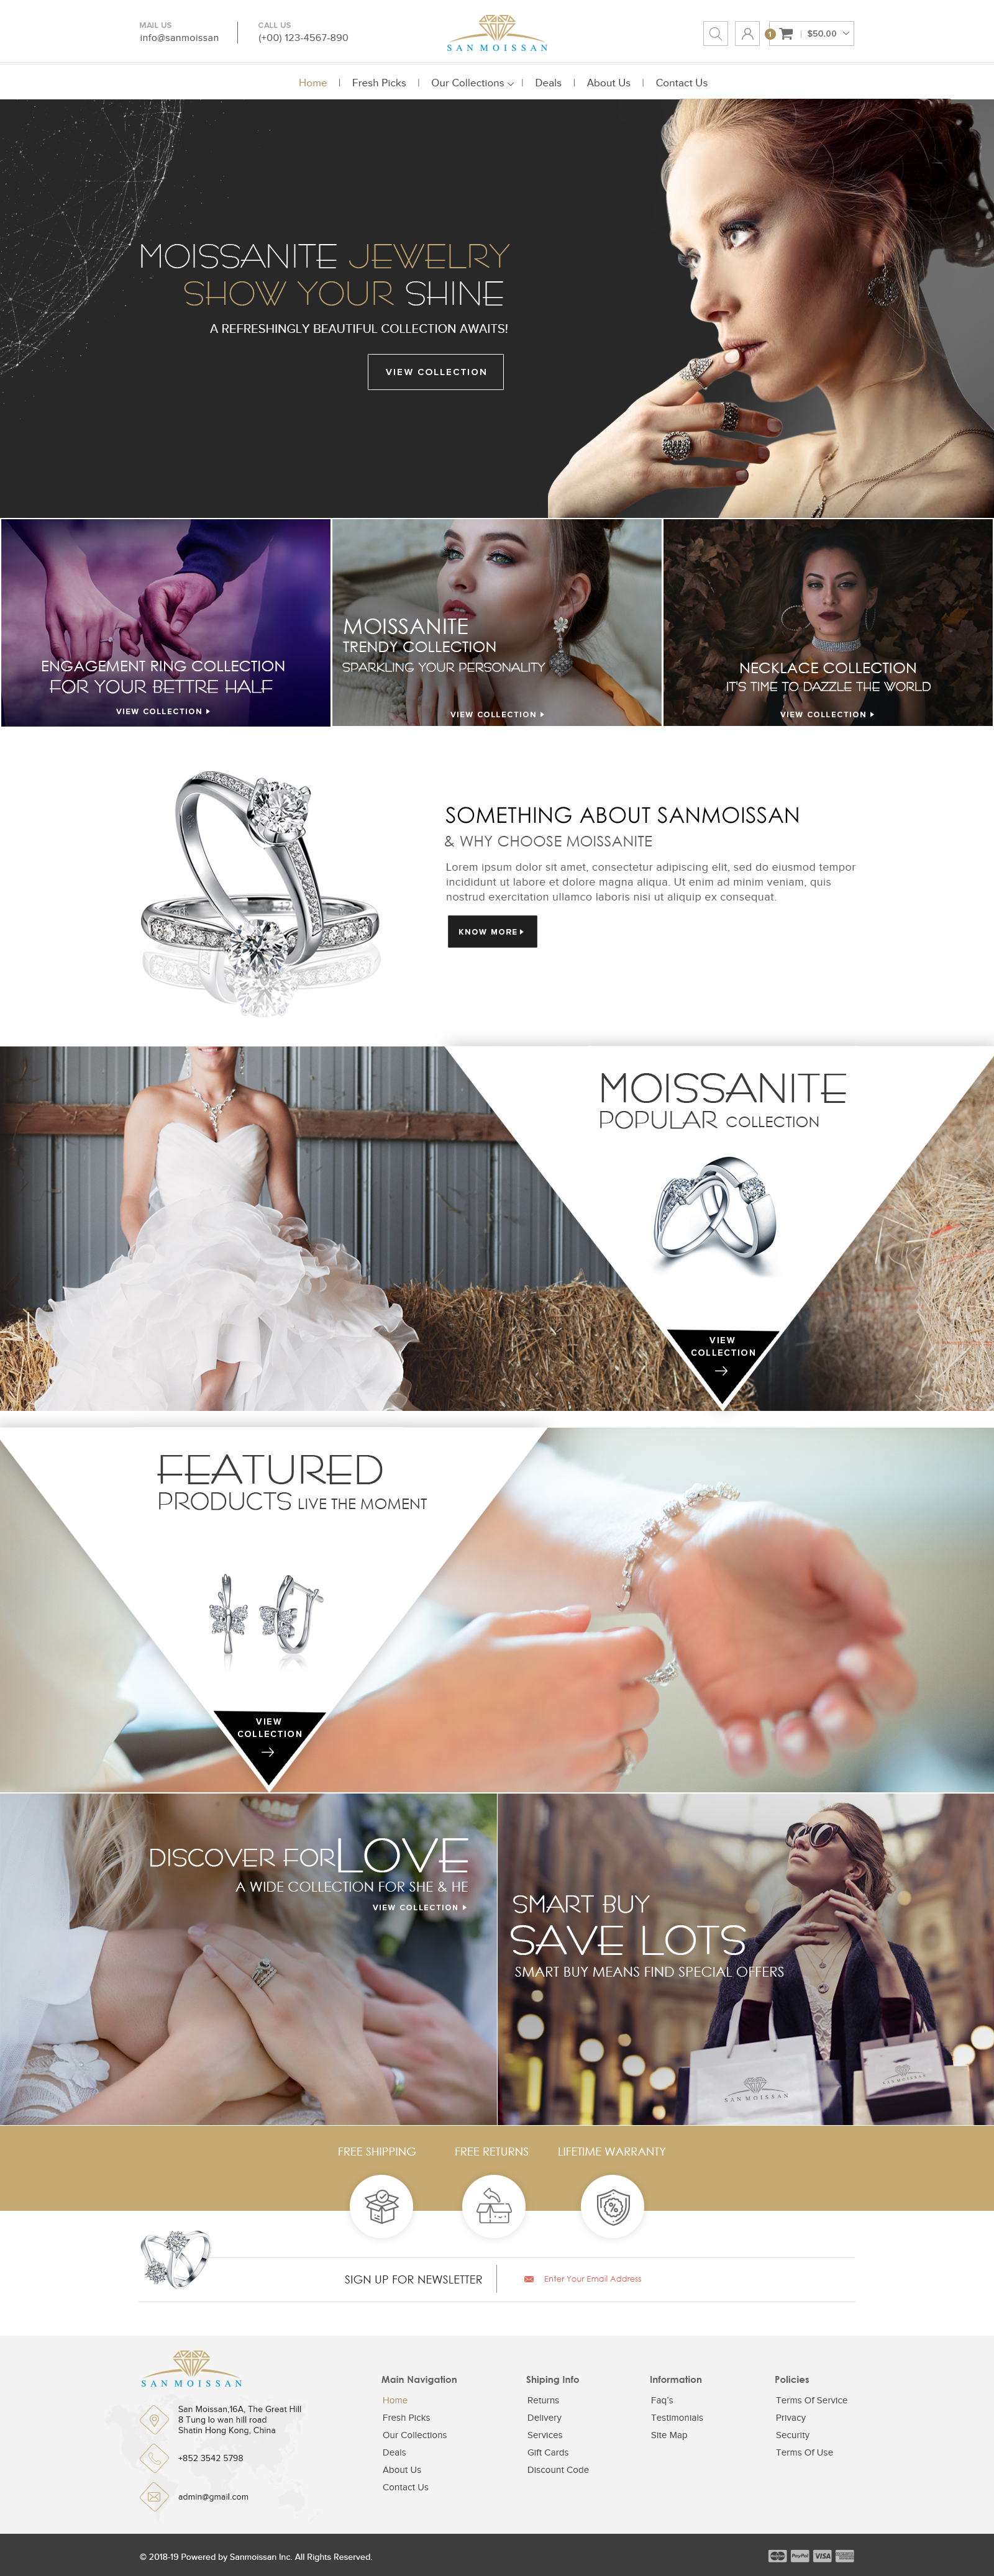 MAIL US
info@sanmoissan
CALL US
(+00) 123-4567-890
SAN MOISSAN
1
| $50.00
Home | Fresh Picks | Our Collections | Deals | About Us | Contact Us
MOISSANITE JEWELRY
SHOW YOUR SHINE
A REFRESHINGLY BEAUTIFUL COLLECTION AWAITS!
VIEW COLLECTION
ENGAGEMENT RING COLLECTION
FOR YOUR BETTRE HALF
VIEW COLLECTION
MOISSANITE
TRENDY COLLECTION
SPARKLING YOUR PERSONALITY
VIEW COLLECTION
NECKLACE COLLECTION
IT'S TIME TO DAZZLE THE WORLD
VIEW COLLECTION
SOMETHING ABOUT SANMOISSAN
& WHY CHOOSE MOISSANITE
Lorem ipsum dolor sit amet, consectetur adipiscing elit, sed do eiusmod tempor
incididunt ut labore et dolore magna aliqua. Ut enim ad minim veniam, quis
nostrud exercitation ullamco laboris nisi ut aliquip ex consequat.
KNOW MORE
MOISSANITE
POPULAR COLLECTION
VIEW
COLLECTION
FEATURED
PRODUCTS LIVE THE MOMENT
VIEW
COLLECTION
DISCOVER FOR LOVE
A WIDE COLLECTION FOR SHE & HE
VIEW COLLECTION
SMART BUY
SAVE LOTS
SMART BUY MEANS FIND SPECIAL OFFERS
SAN MOISSAN
SAN MOISSAN
FREE SHIPPING
FREE RETURNS
LIFETIME WARRANTY
SIGN UP FOR NEWSLETTER
Enter Your Email Address
SAN MOISSAN
San Moissan,16A, The Great Hill
8 Tung lo wan hill road
Shatin Hong Kong, China
+852 3542 5798
admin@gmail.com
Main Navigation
Home
Fresh Picks
Our Collections
Deals
About Us
Contact Us
Shiping Info
Returns
Delivery
Services
Gift Cards
Discount Code
Information
Faq's
Testimonials
Site Map
Policies
Terms Of Service
Privacy
Security
Terms Of Use
© 2018-19 Powered by Sanmoissan Inc. All Rights Reserved.
PayPal
VISA